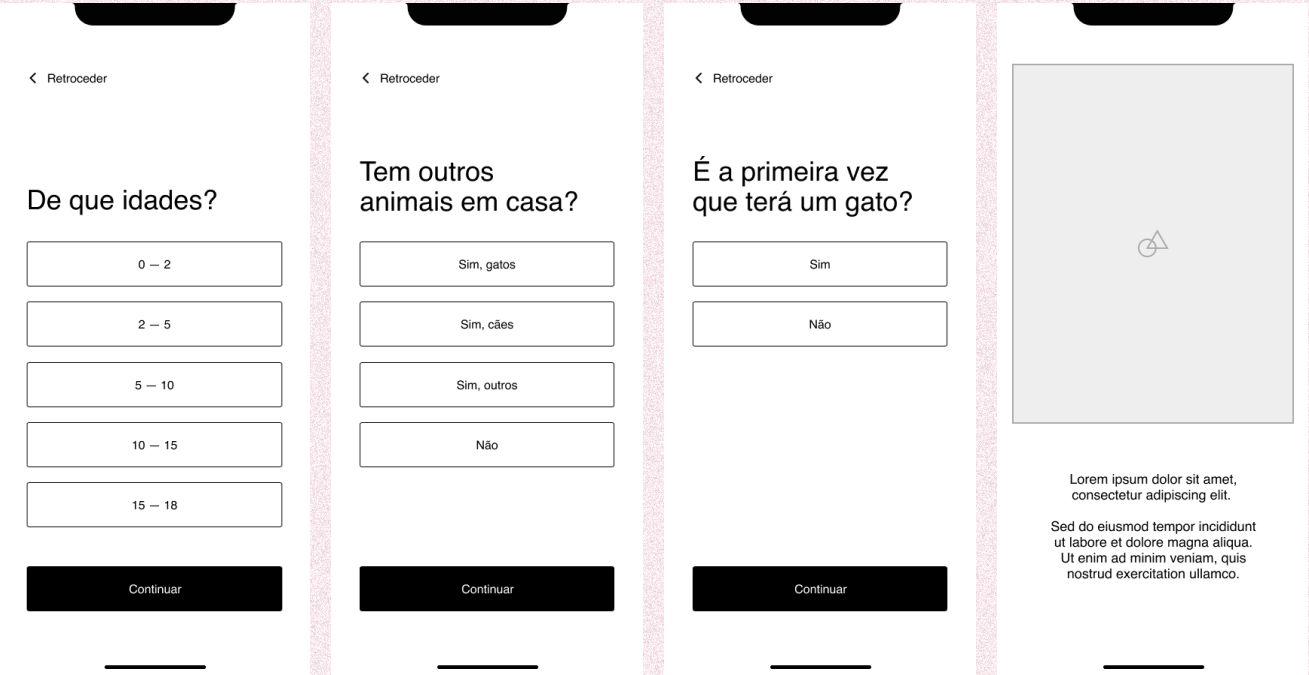 Retroceder
De que idades?
0 — 2
2 — 5
5 — 10
10 — 15
15 — 18
Continuar
Retroceder
Tem outros
animais em casa?
Sim, gatos
Sim, cães
Sim, outros
Não
Continuar
Retroceder
É a primeira vez
que terá um gato?
Sim
Não
Continuar
Lorem ipsum dolor sit amet,
consectetur adipiscing elit.
Sed do eiusmod tempor incididunt
ut labore et dolore magna aliqua.
Ut enim ad minim veniam, quis
nostrud exercitation ullamco.